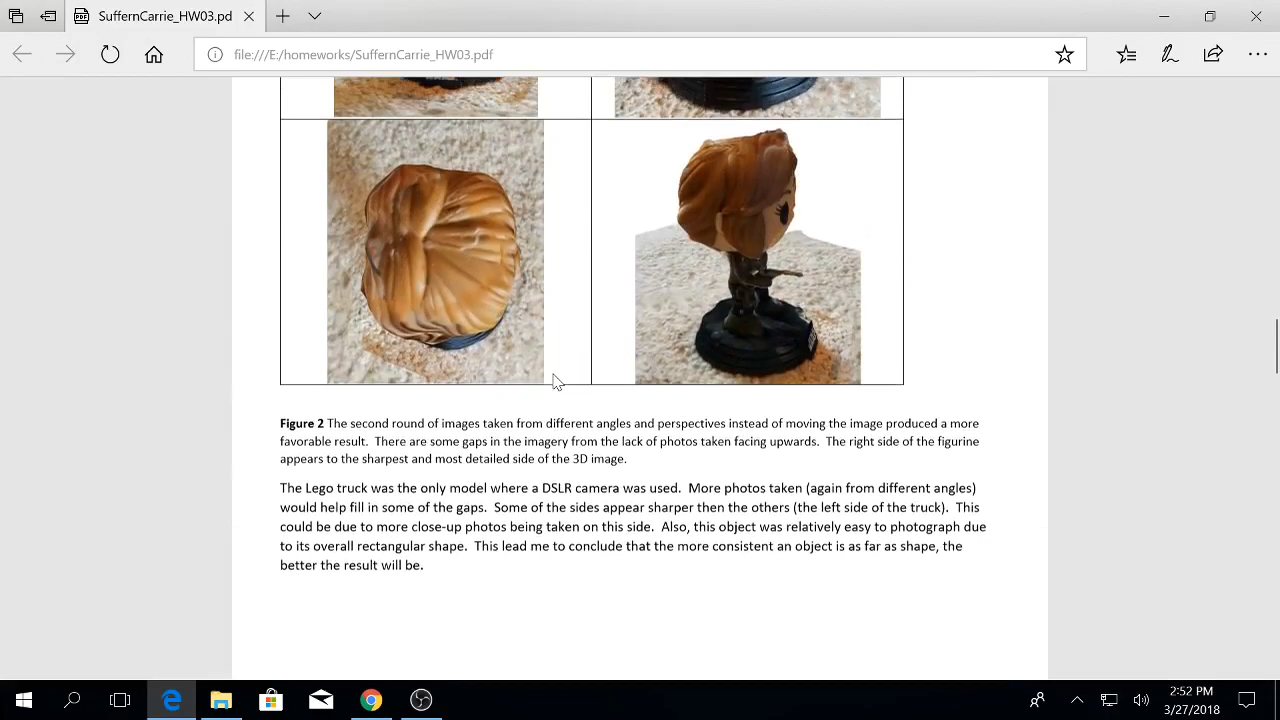 SuffernCarrie_HW03.pd
PDF
file:///E:/homeworks/SuffernCarrie_HW03.pdf
Figure 2 The second round of images taken from different angles and perspectives instead of moving the image produced a more
favorable result. There are some gaps in the imagery from the lack of photos taken facing upwards. The right side of the figurine
appears to the sharpest and most detailed side of the 3D image.
The Lego truck was the only model where a DSLR camera was used. More photos taken (again from different angles)
would help fill in some of the gaps. Some of the sides appear sharper then the others (the left side of the truck). This
could be due to more close-up photos being taken on this side. Also, this object was relatively easy to photograph due
to its overall rectangular shape. This lead me to conclude that the more consistent an object is as far as shape, the
better the result will be.
2:52 PM
3/27/2018